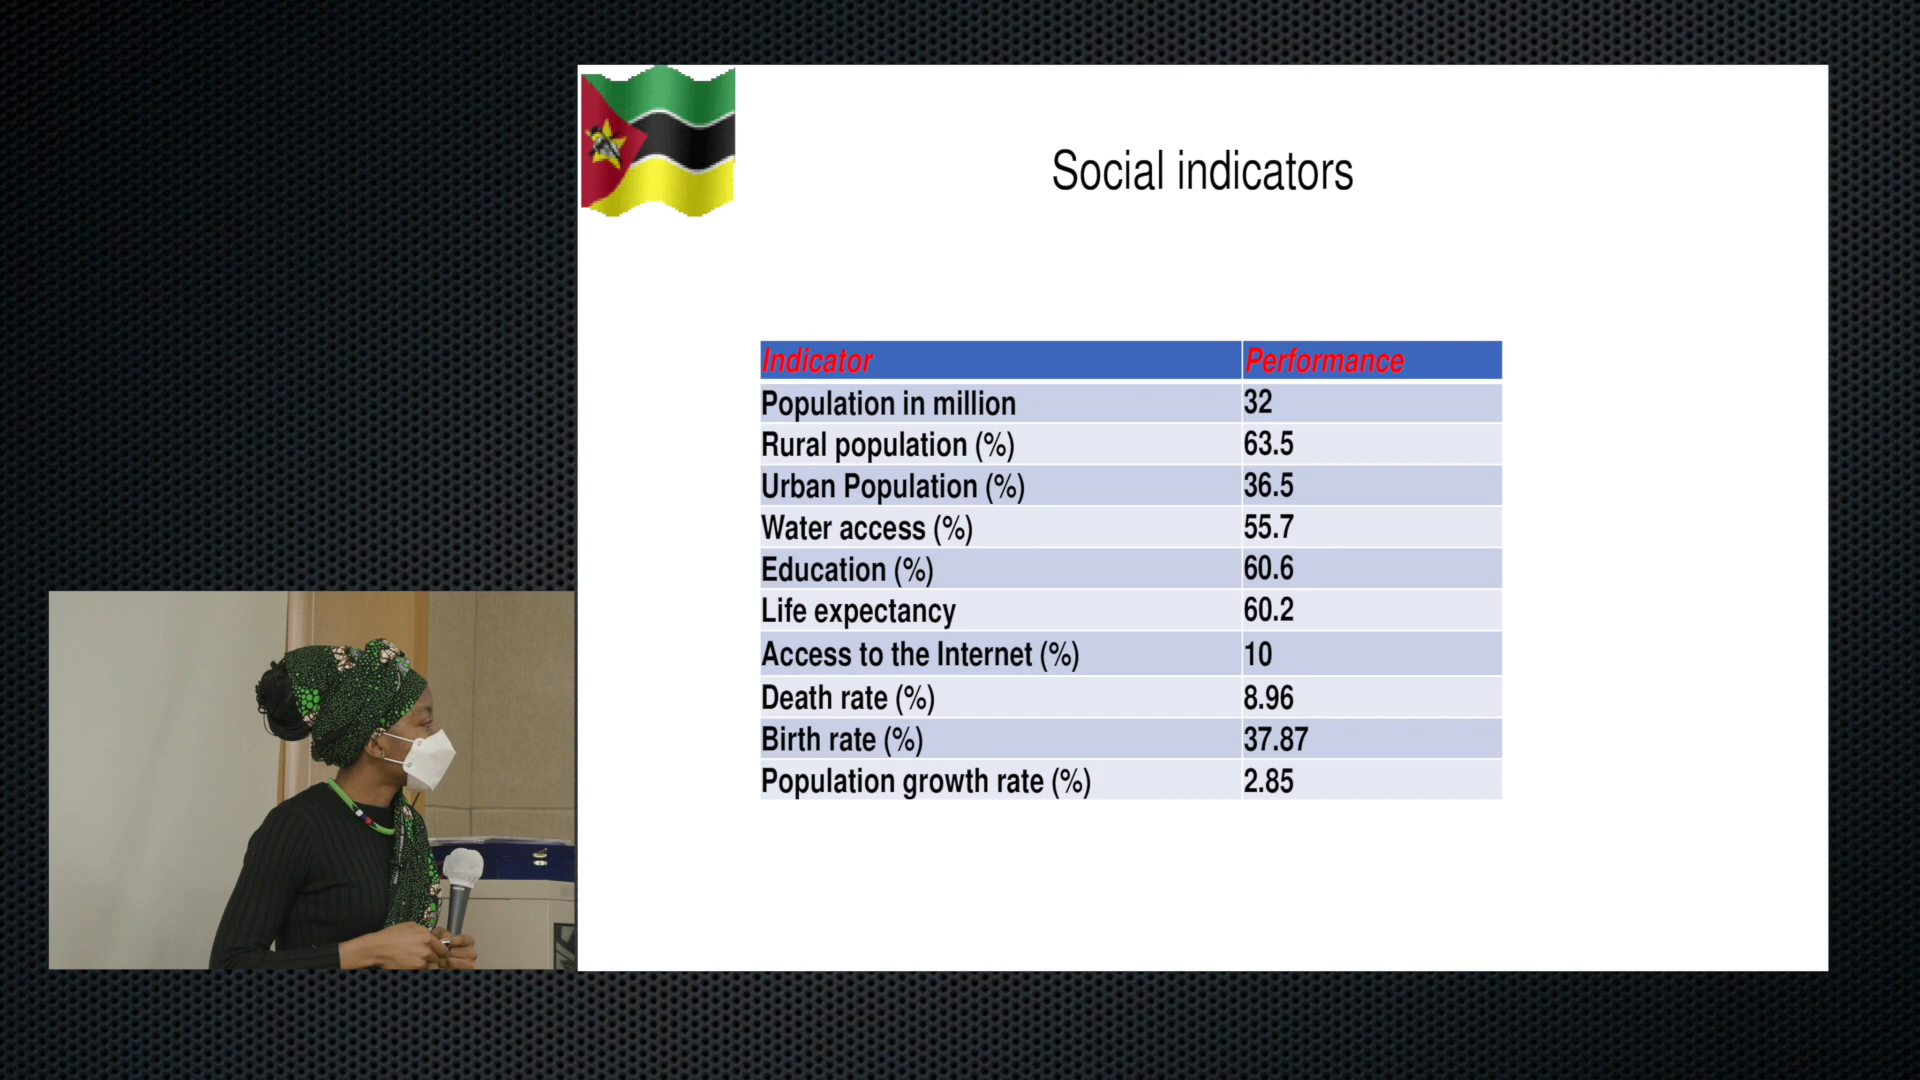 Social indicators
Indicator Performance
Population in million 32
Rural population (%) 63.5
Urban Population (%) 36.5
Water access (%) 55.7
Education (%) 60.6
Life expectancy 60.2
Access to the Internet (%) 10
Death rate (%) 8.96
Birth rate (%) 37.87
Population growth rate (%) 2.85